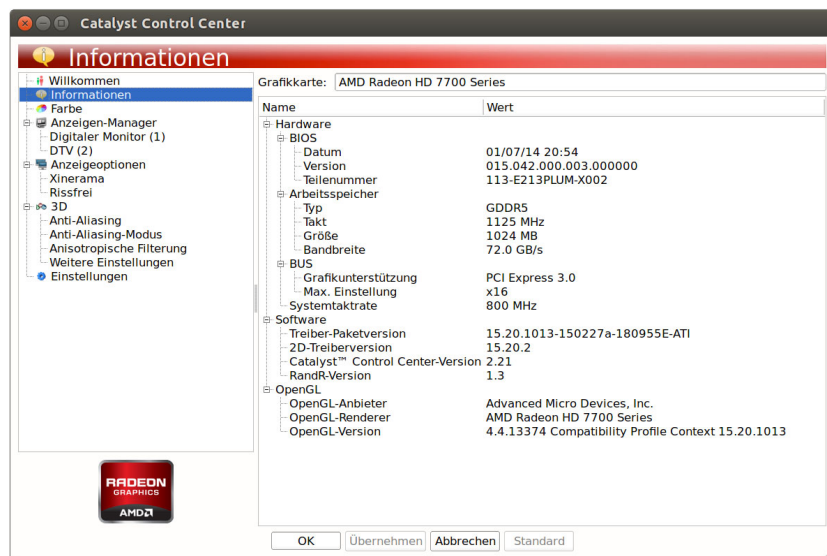 Catalyst Control Center
Informationen
Willkommen
Informationen
Farbe
Anzeigen-Manager
Digitaler Monitor (1)
DTV (2)
Anzeigeoptionen
Xinerama
Rissfrei
3D
Anti-Aliasing
Anti-Aliasing-Modus
Anisotropische Filterung
Weitere Einstellungen
Einstellungen
RADEON
GRAPHICS
AMD
Grafikkarte: AMD Radeon HD 7700 Series
Name Wert
Hardware
BIOS
Datum 01/07/14 20:54
Version 015.042.000.003.000000
Teilenummer 113-E213PLUM-X002
Arbeitsspeicher
Typ GDDR5
Takt 1125 MHz
Größe 1024 MB
Bandbreite 72.0 GB/s
BUS
Grafikunterstützung PCI Express 3.0
Max. Einstellung x16
Systemtaktrate 800 MHz
Software
Treiber-Paketversion 15.20.1013-150227a-180955E-ATI
2D-Treiberversion 15.20.2
Catalyst™ Control Center-Version 2.21
RandR-Version 1.3
OpenGL
OpenGL-Anbieter Advanced Micro Devices, Inc.
OpenGL-Renderer AMD Radeon HD 7700 Series
OpenGL-Version 4.4.13374 Compatibility Profile Context 15.20.1013
OK Übernehmen Abbrechen Standard